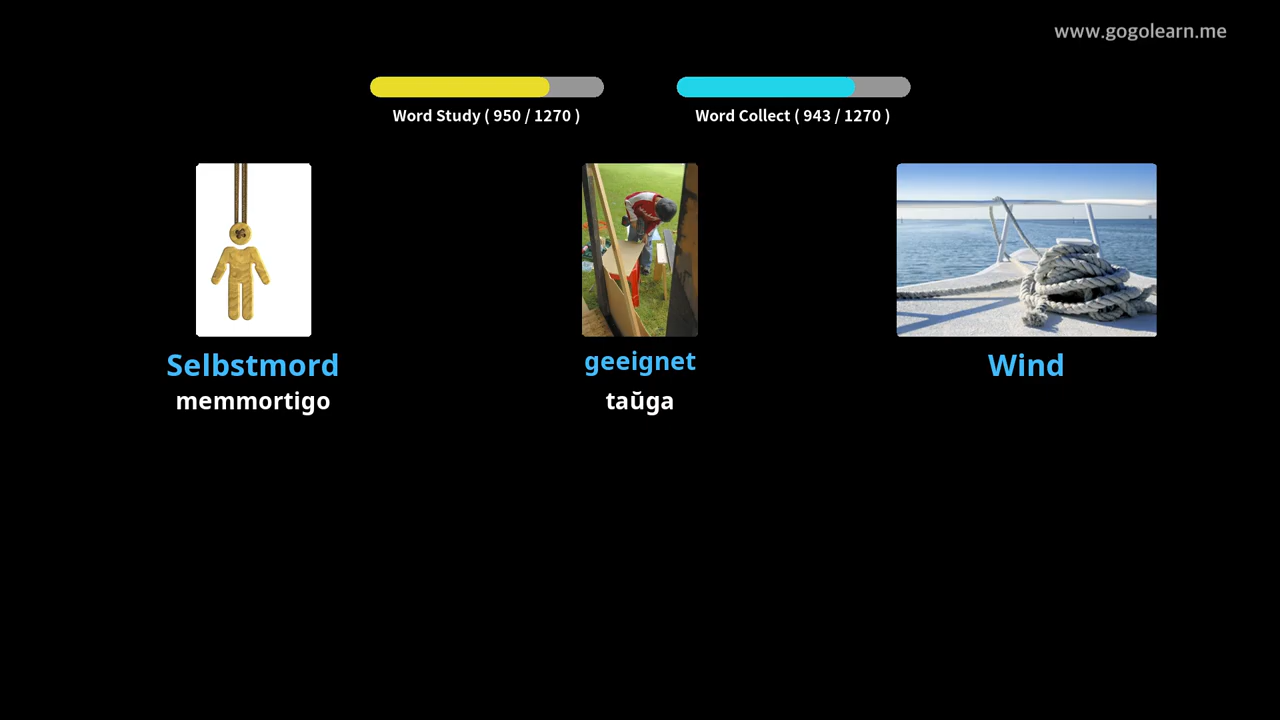 www.gogolearn.me
Word Study ( 950 / 1270 )
Word Collect ( 943 / 1270 )
Selbstmord
memmortigo
geeignet
taŭga
Wind